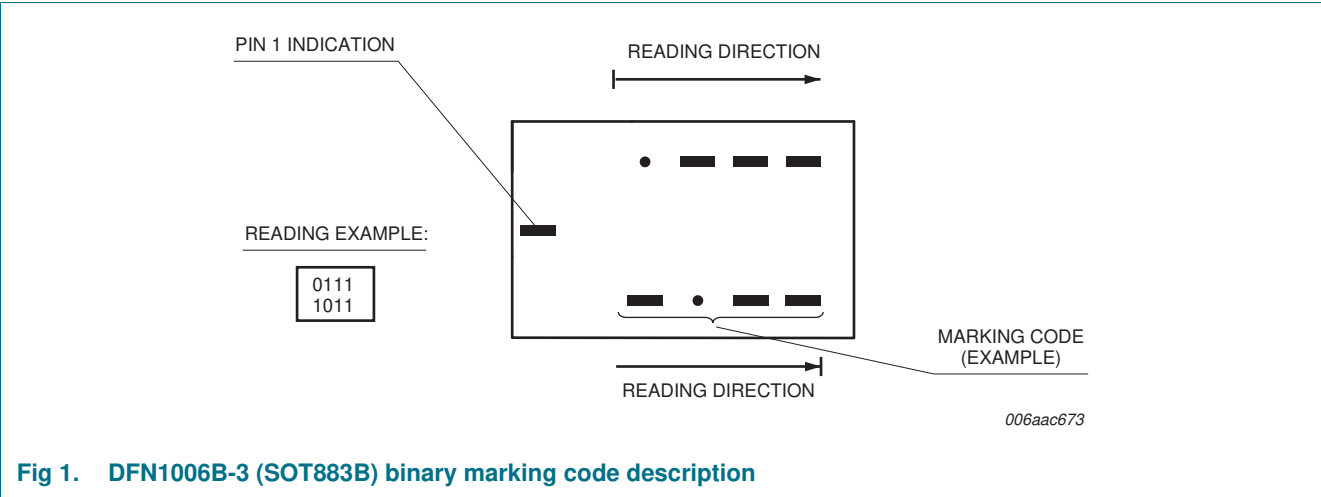 PIN 1 INDICATION
READING DIRECTION
READING EXAMPLE:
0111
1011
MARKING CODE
(EXAMPLE)
READING DIRECTION
006aac673
Fig 1. DFN1006B-3 (SOT883B) binary marking code description